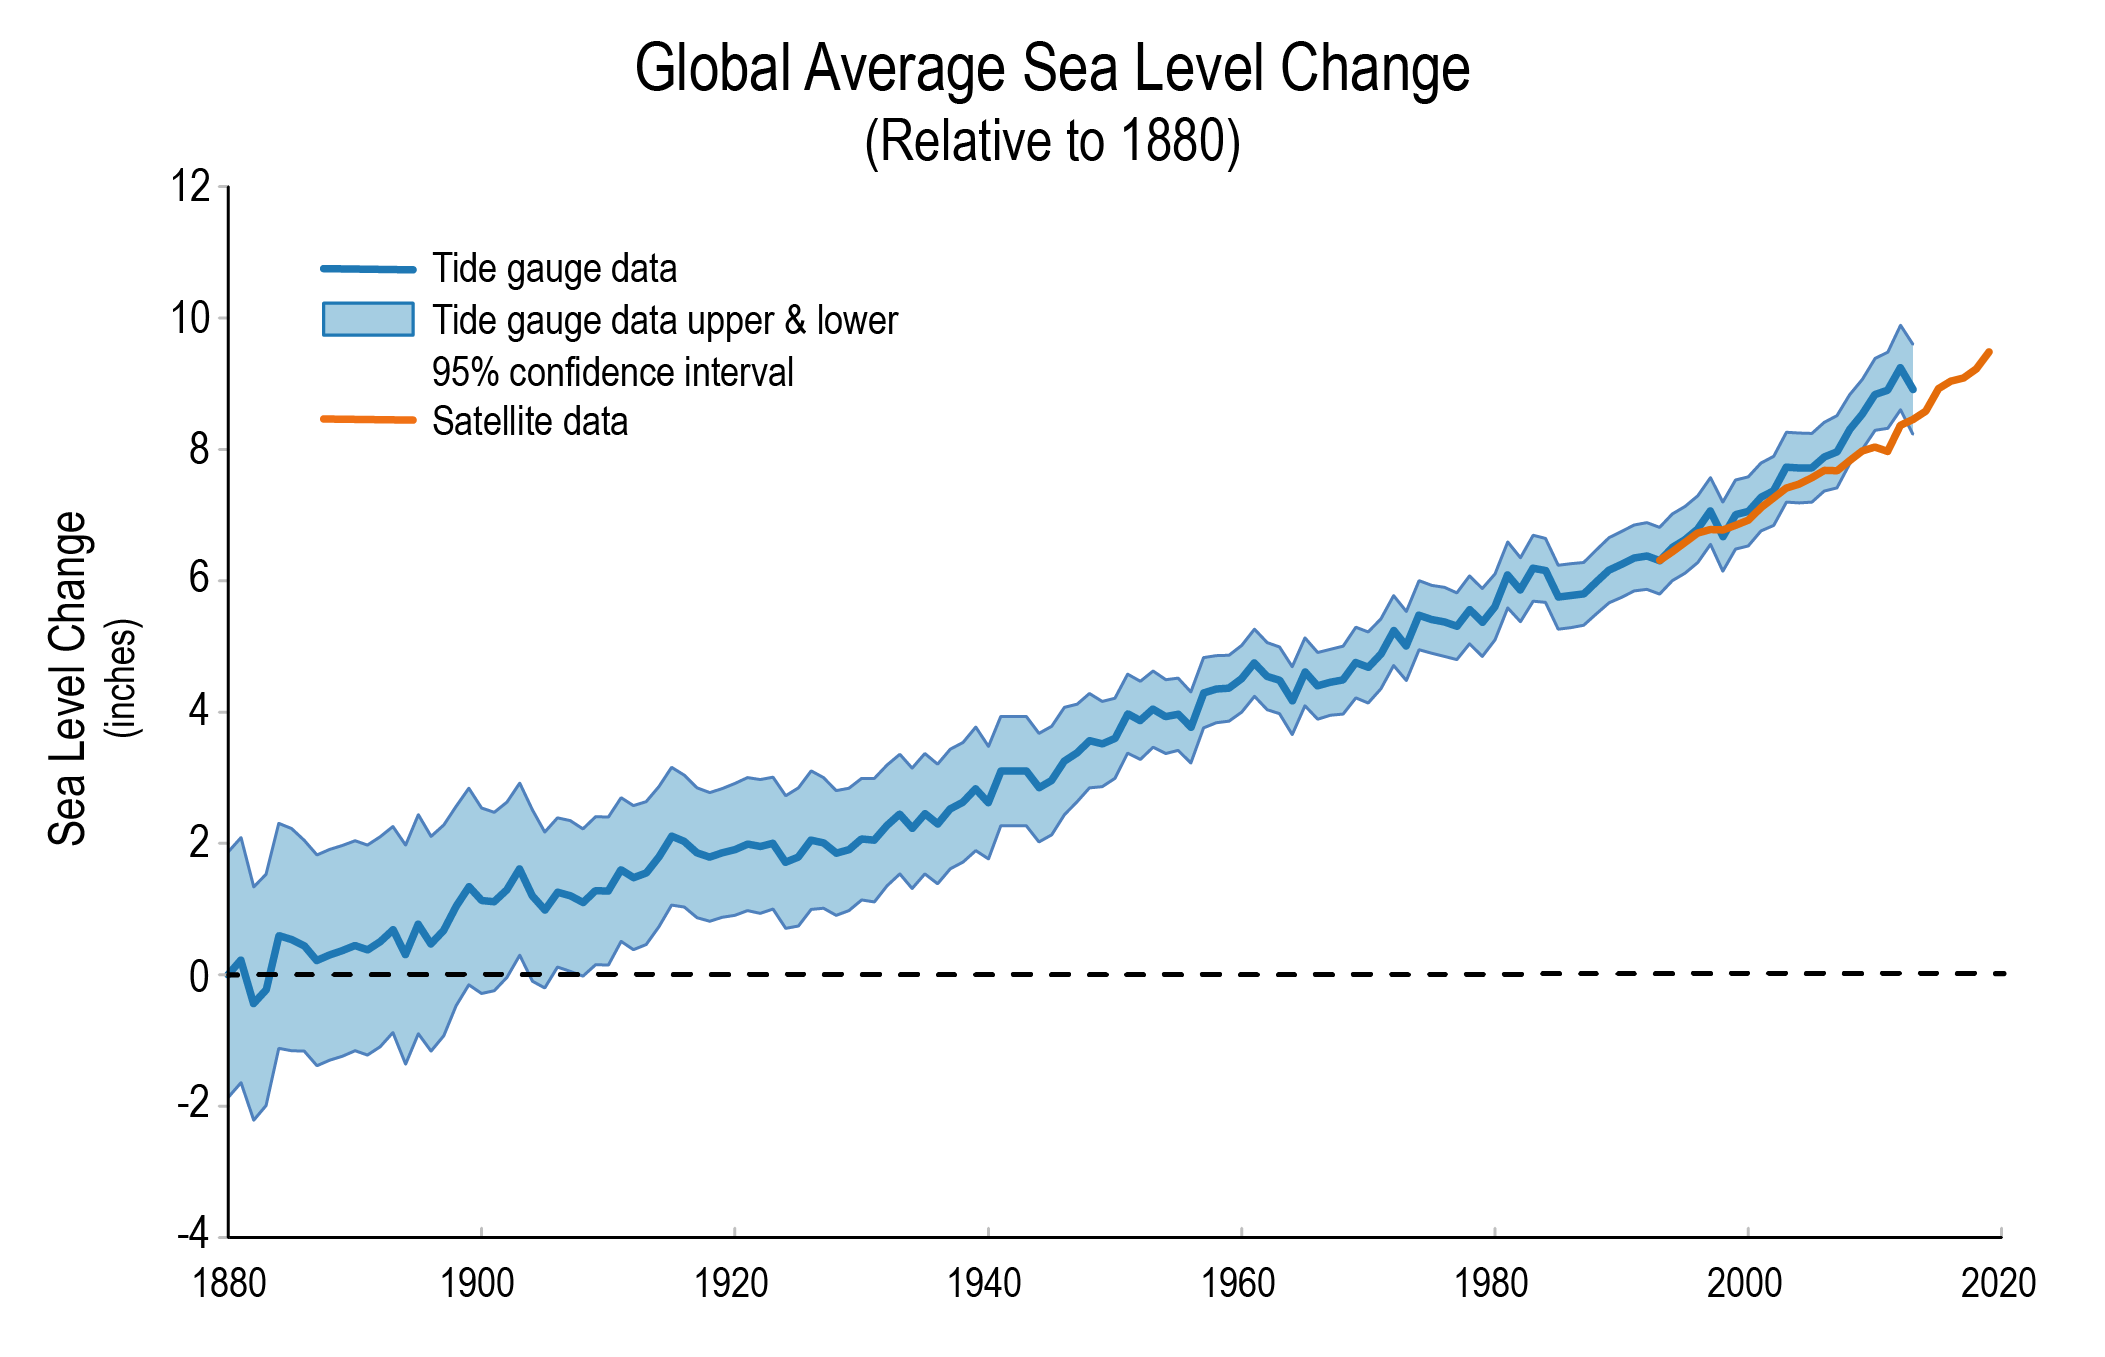 Global Average Sea Level Change
(Relative to 1880)
12
10
8
6
4
2
0
-2
-4
Sea Level Change
(inches)
Tide gauge data
Tide gauge data upper & lower
95% confidence interval
Satellite data
1880
1900
1920
1940
1960
1980
2000
2020